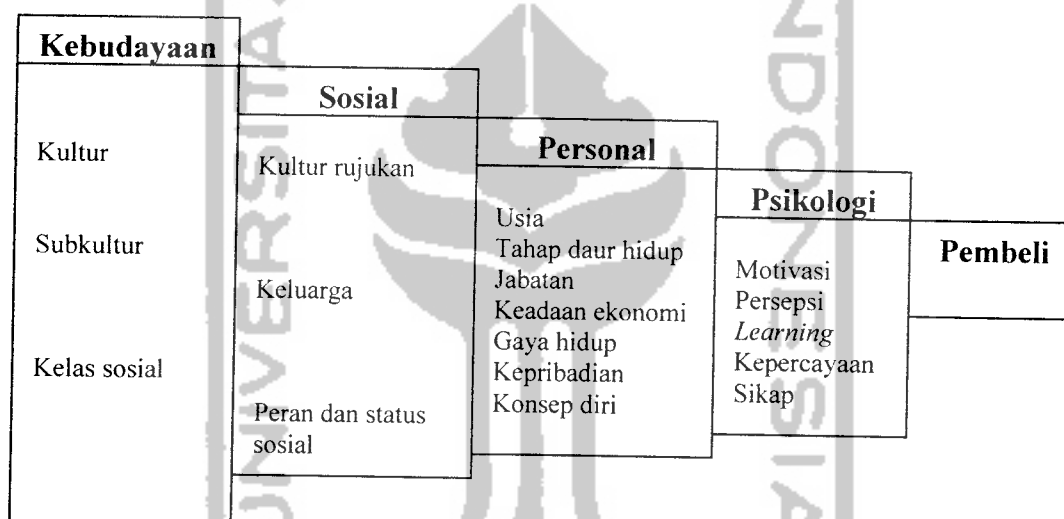 Kebudayaan
Kultur
Subkultur
Kelas sosial
Sosial
Kultur rujukan
Keluarga
Peran dan status
sosial
Personal
Usia
Tahap daur hidup
Jabatan
Keadaan ekonomi
Gaya hidup
Kepribadian
Konsep diri
Psikologi
Motivasi
Persepsi
Learning
Kepercayaan
Sikap
Pembeli